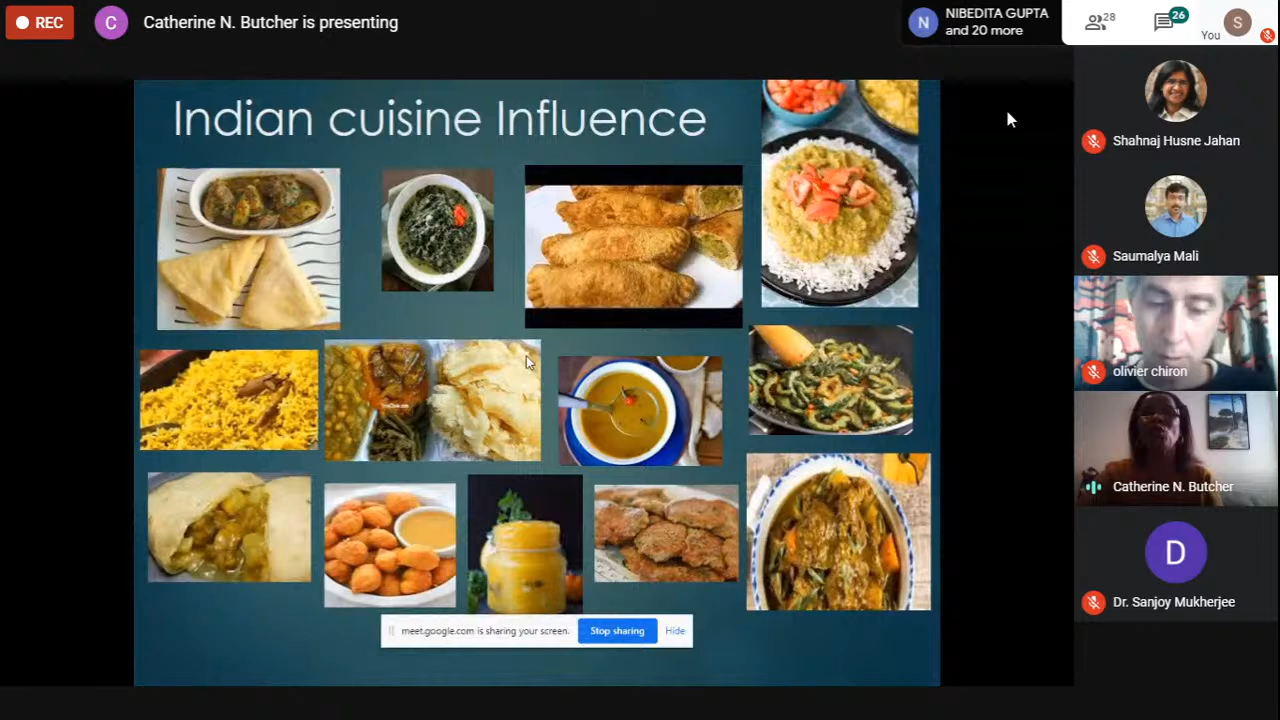 REC
C
Catherine N. Butcher is presenting
N
NIBEDITA GUPTA
and 20 more
28
26
You
S
Indian cuisine Influence
Shahnaj Husne Jahan
Saumalya Mali
olivier chiron
Catherine N. Butcher
D
Dr. Sanjoy Mukherjee
meet.google.com is sharing your screen.
Stop sharing
Hide